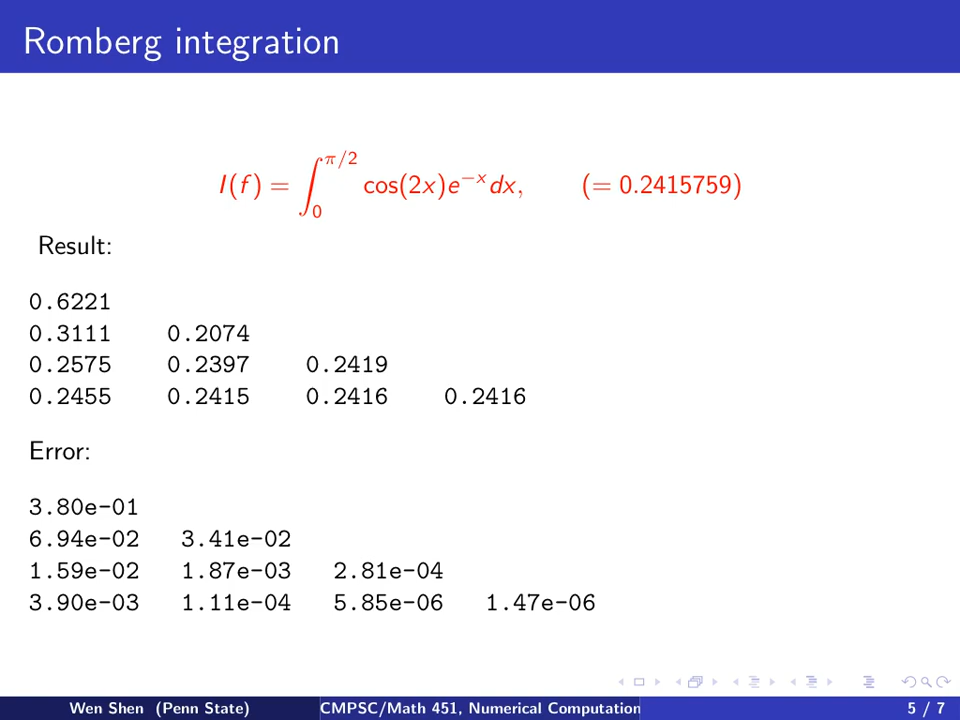 Romberg integration
I(f) = ∫₀^{π/2} cos(2x)e^{−x}dx, (= 0.2415759)
Result:
0.6221
0.3111 0.2074
0.2575 0.2397 0.2419
0.2455 0.2415 0.2416 0.2416
Error:
3.80e-01
6.94e-02 3.41e-02
1.59e-02 1.87e-03 2.81e-04
3.90e-03 1.11e-04 5.85e-06 1.47e-06
Wen Shen (Penn State) CMPSC/Math 451, Numerical Computation 5 / 7